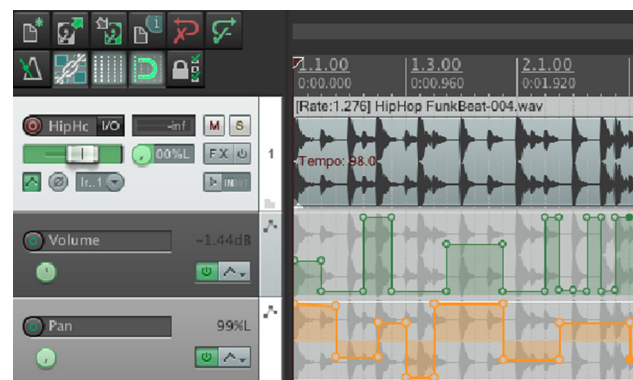 1.1.00 1.3.00 2.1.00
0:00.000 0:00.960 0:01.920
[Rate:1.276] HipHop FunkBeat-004.wav
HipHc I/O -inf M S
00%L FX 1
Tempo: 98.0
Volume -1.44dB
Pan 99%L